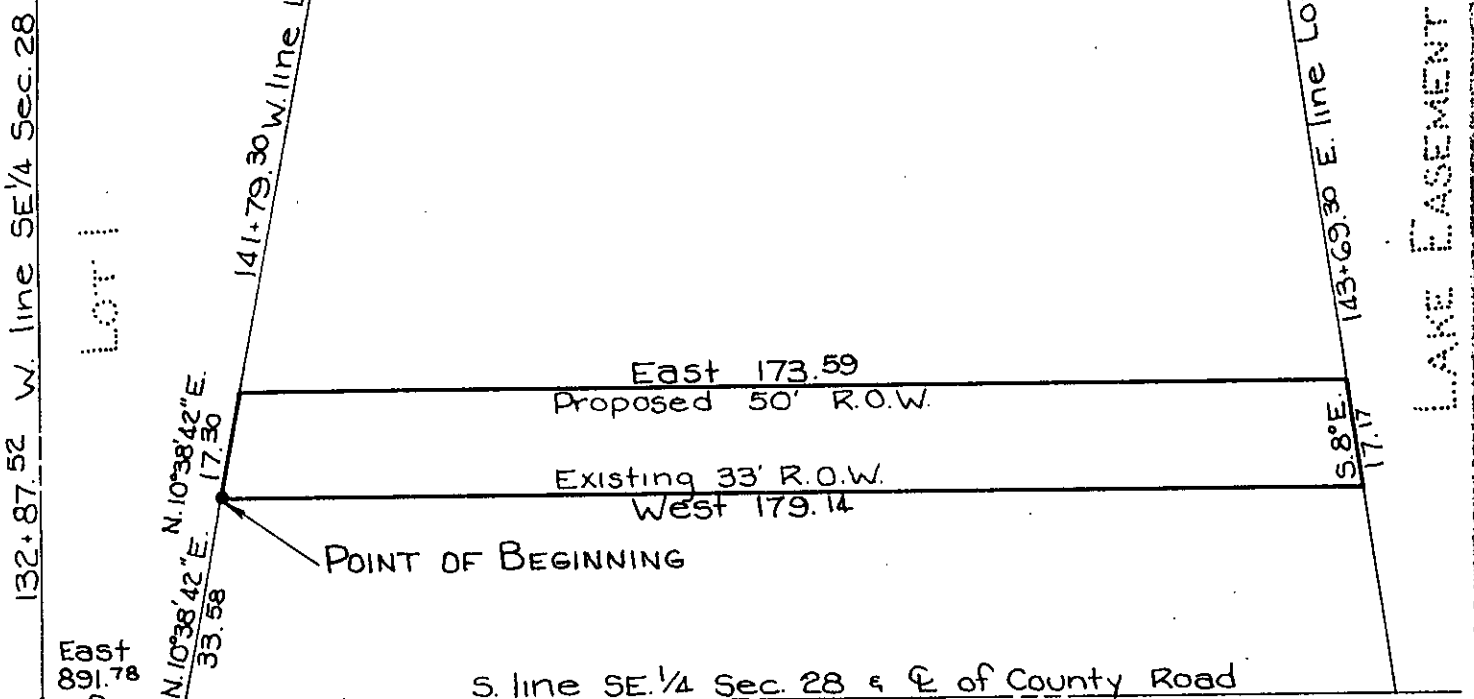 132+87.52 W. line SE 1/4 Sec. 28
LOT 1
141+79.30 W. line
143+69.30 E. line Lo
LAKE EASEMENT
East 173.59
Proposed 50' R.O.W.
N. 10°38'42" E.
17.30
S. 8° E.
17.17
Existing 33' R.O.W.
West 179.14
POINT OF BEGINNING
N. 10°38'42" E.
33.58
East
891.78
S. line SE. 1/4 Sec. 28 & ℄ of County Road